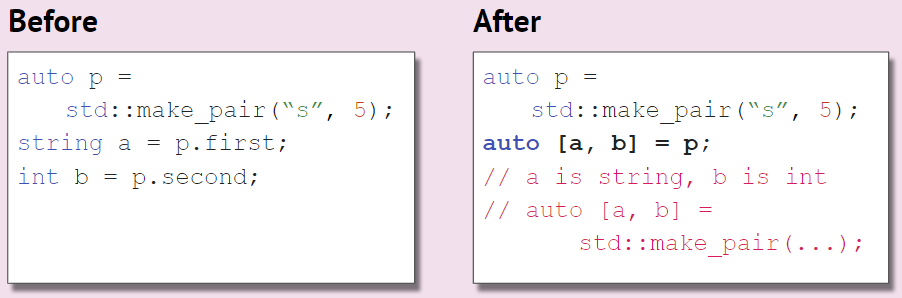 Before
auto p =
std::make_pair(“s”, 5);
string a = p.first;
int b = p.second;
After
auto p =
std::make_pair(“s”, 5);
auto [a, b] = p;
// a is string, b is int
// auto [a, b] =
std::make_pair(...);